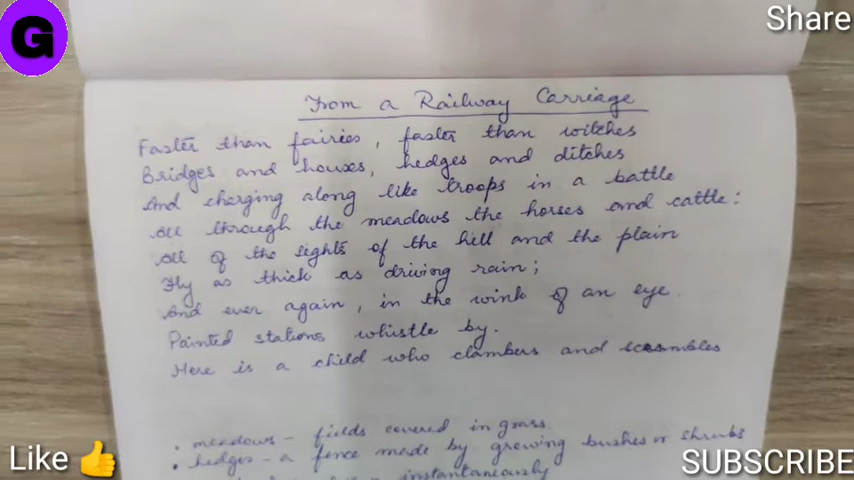 G
Share
From a Railway Carriage
Faster than fairies, faster than witches
Bridges and houses, hedges and ditches
And charging along like troops in a battle
All through the meadows the horses and cattle:
All of the sights of the hill and the plain
Fly as thick as driving rain;
And ever again, in the wink of an eye.
Painted stations whistle by.
Here is a child who clambers and scrambles
• meadows - fields covered in grass.
• hedges - a fence made by growing bushes or shrubs
instantaneously
Like
SUBSCRIBE